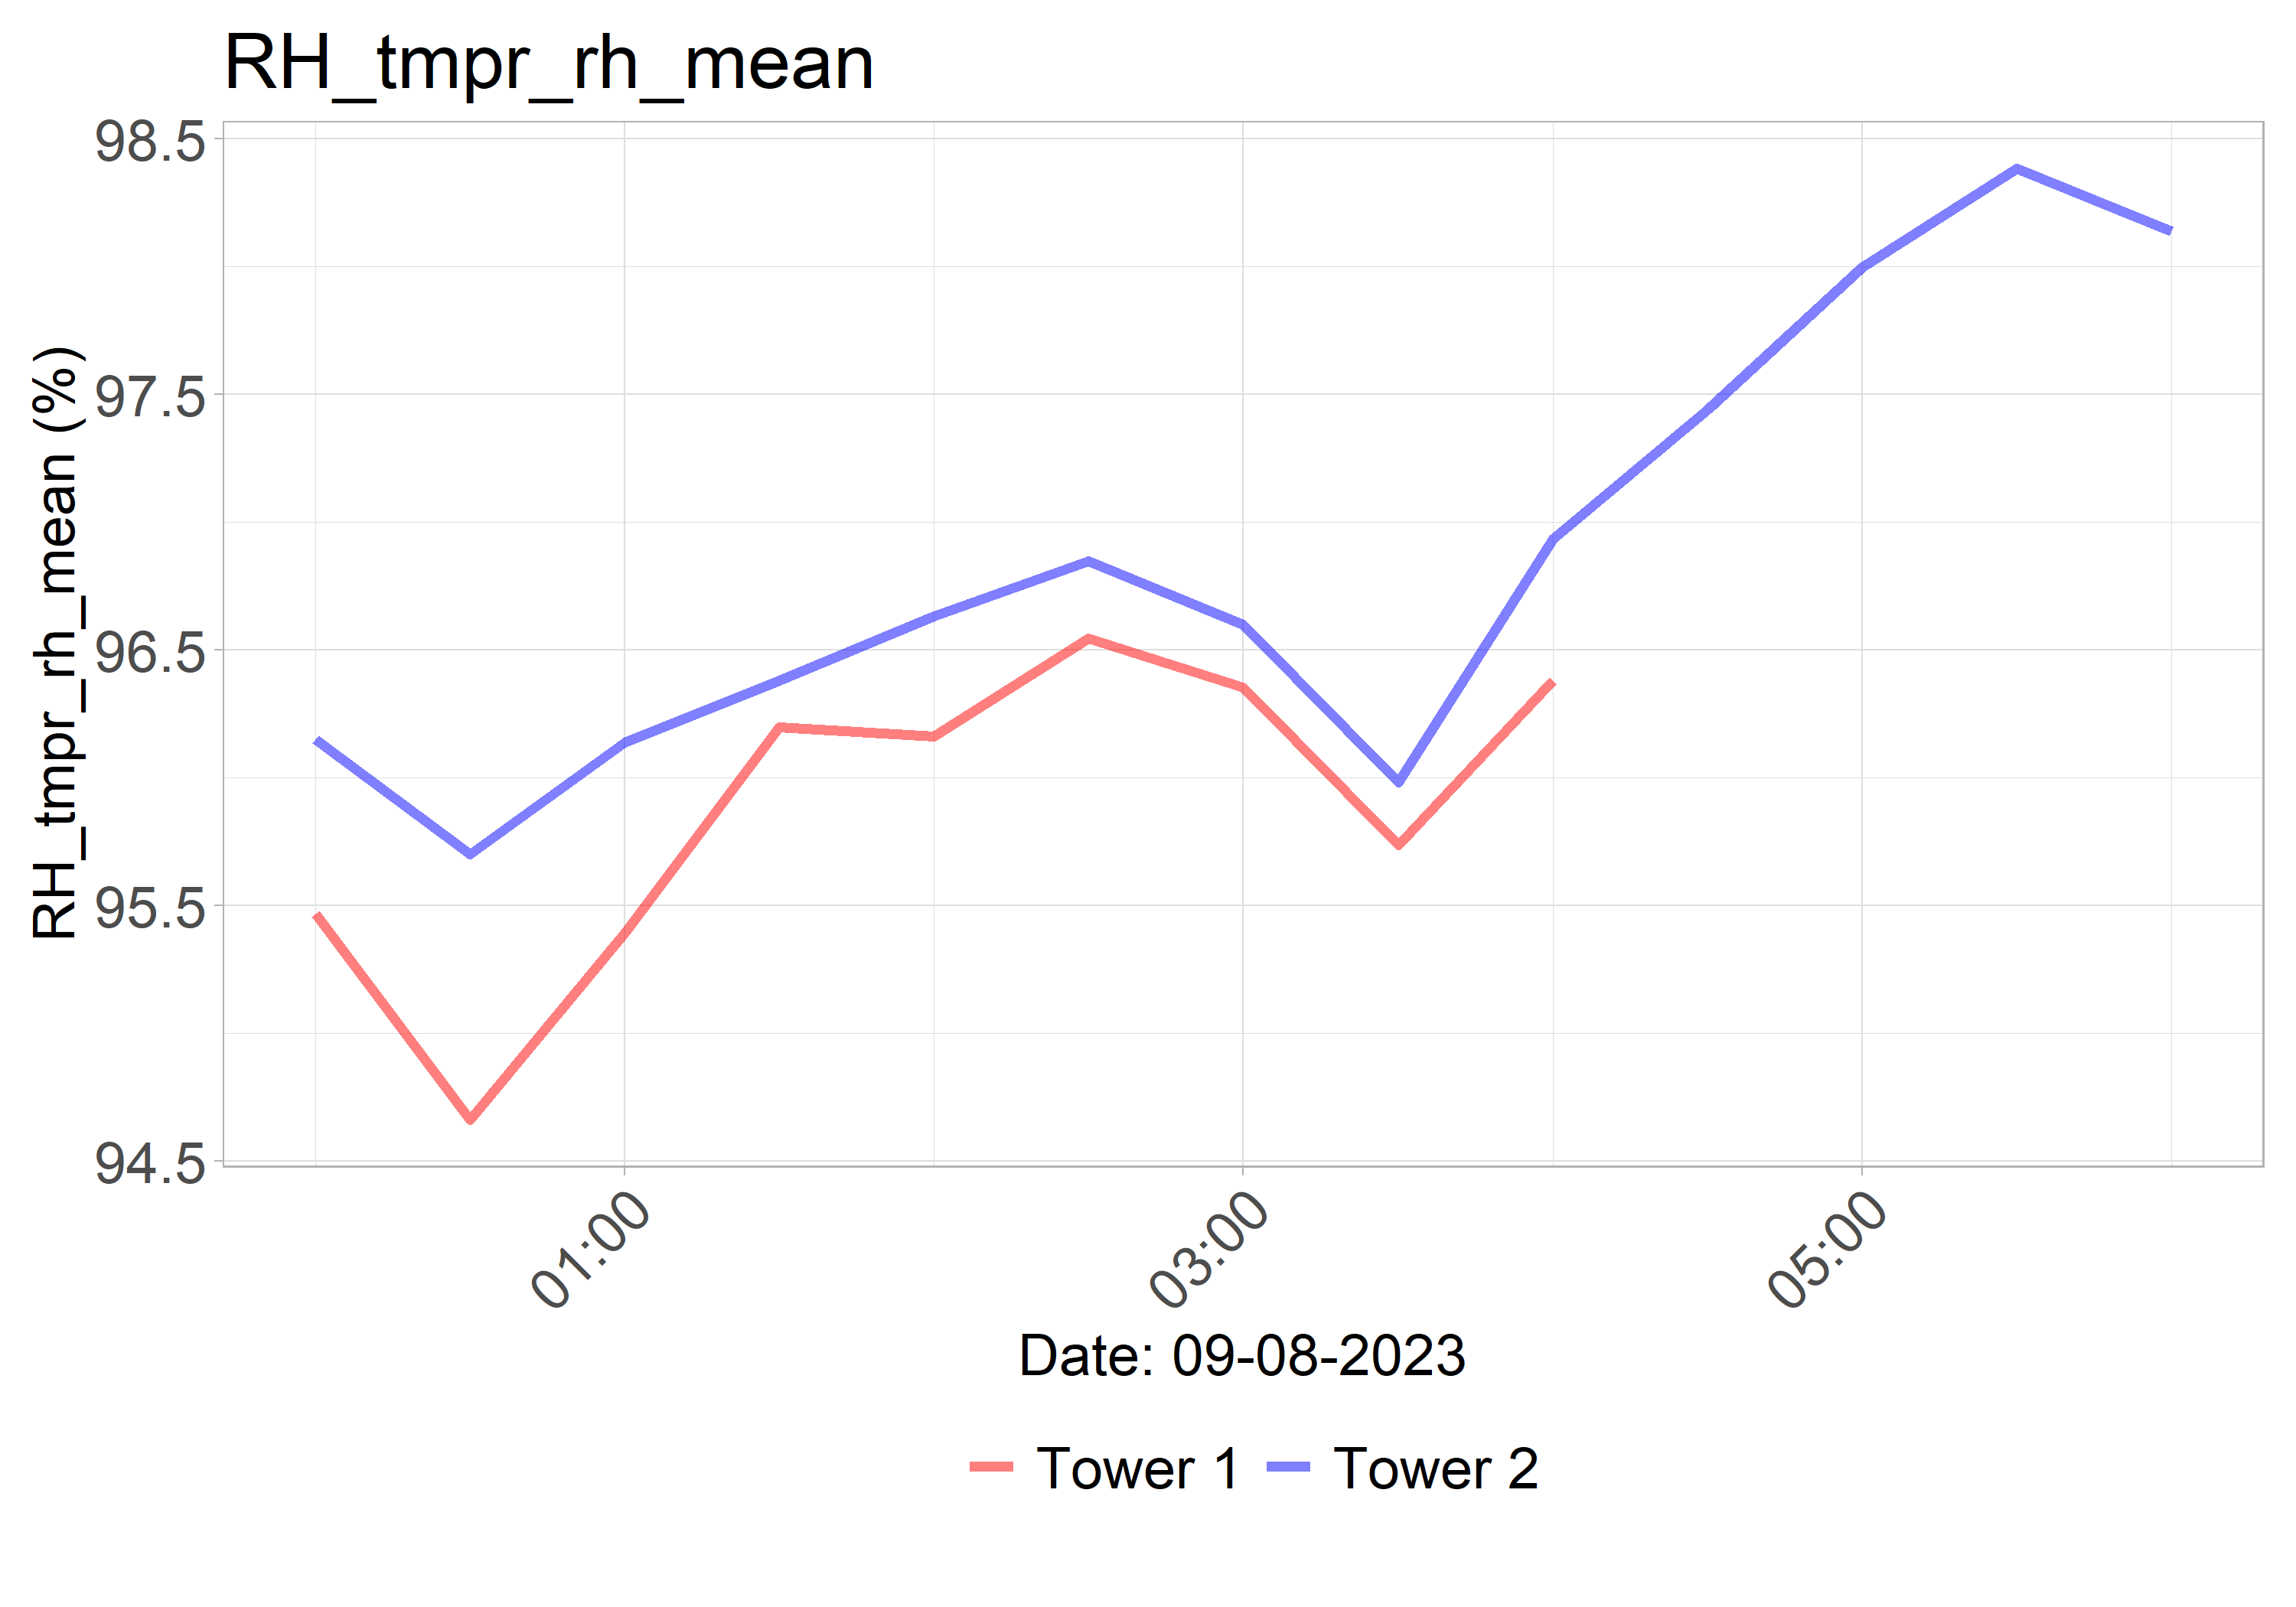 RH_tmpr_rh_mean
RH_tmpr_rh_mean (%)
98.5
97.5
96.5
95.5
94.5
01:00
03:00
05:00
Date: 09-08-2023
Tower 1
Tower 2